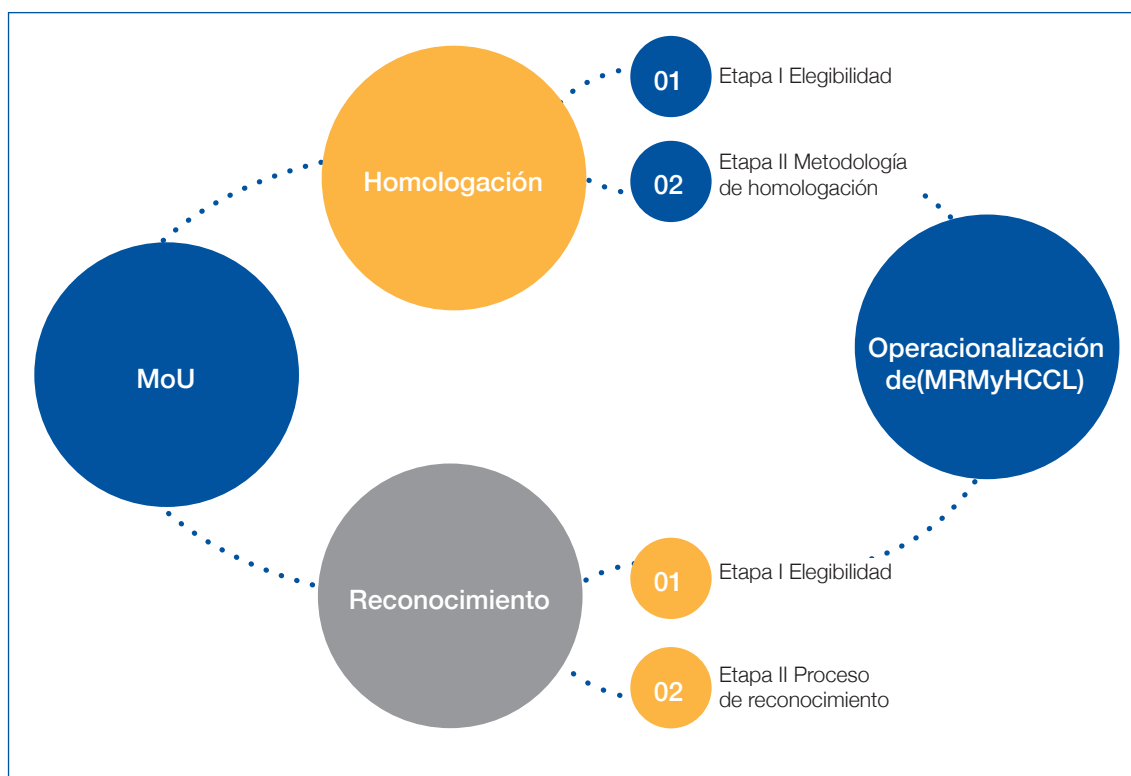 MoU
Homologación
01
Etapa I Elegibilidad
02
Etapa II Metodología
de homologación
Reconocimiento
01
Etapa I Elegibilidad
02
Etapa II Proceso
de reconocimiento
Operacionalización
de(MRMyHCCL)